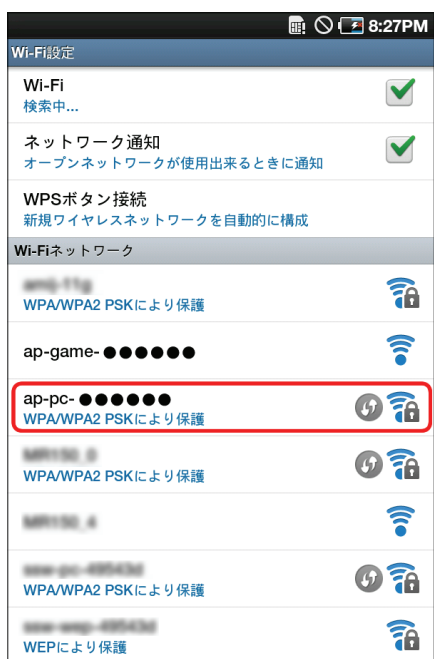 8:27PM
Wi-Fi設定
Wi-Fi
検索中...
ネットワーク通知
オープンネットワークが使用出来るときに通知
WPSボタン接続
新規ワイヤレスネットワークを自動的に構成
Wi-Fiネットワーク
WPA/WPA2 PSKにより保護
ap-game-●●●●●●
ap-pc-●●●●●●
WPA/WPA2 PSKにより保護
WPA/WPA2 PSKにより保護
WPA/WPA2 PSKにより保護
WEPにより保護